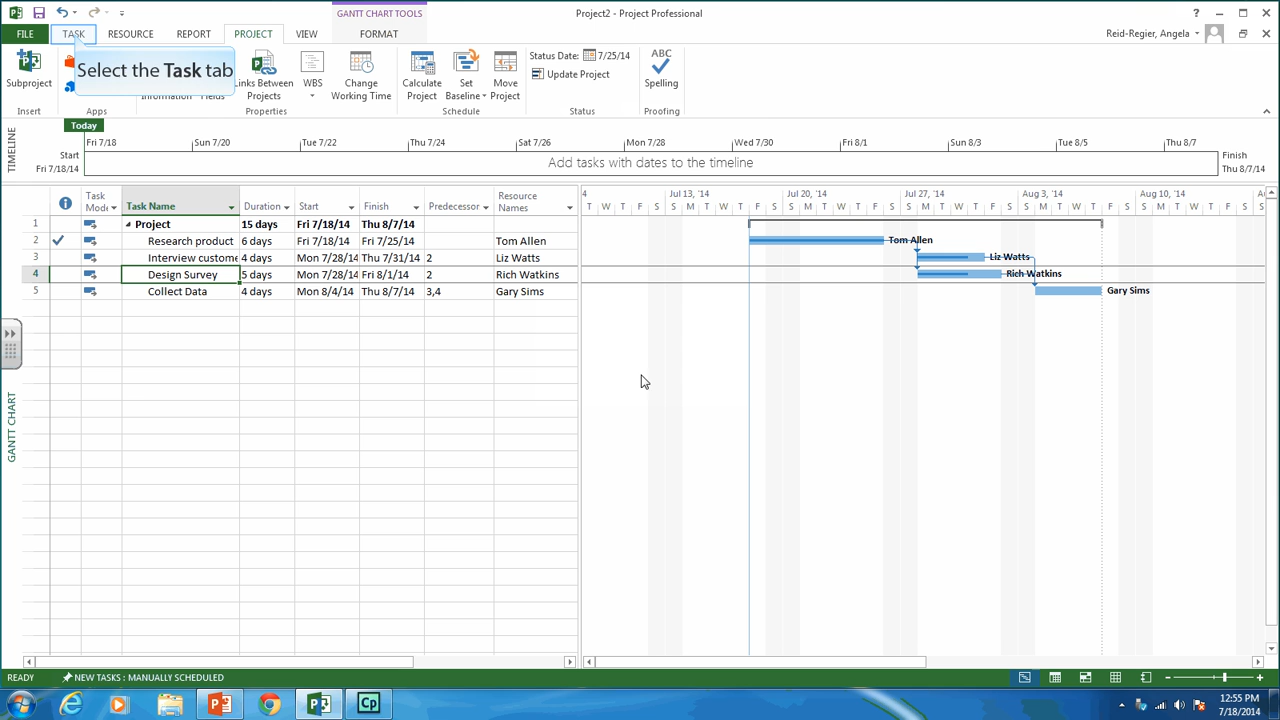 GANTT CHART TOOLS
Project2 - Project Professional
FILE TASK RESOURCE REPORT PROJECT VIEW FORMAT
Reid-Regier, Angela
Select the Task tab
Subproject
Information Fields
Links Between Projects
WBS
Change Working Time
Calculate Project
Set Baseline
Move Project
Status Date: 7/25/14
Update Project
ABC
Spelling
Insert Apps Properties Schedule Status Proofing
Today
TIMELINE
Start
Fri 7/18/14
Fri 7/18 Sun 7/20 Tue 7/22 Thu 7/24 Sat 7/26 Mon 7/28 Wed 7/30 Fri 8/1 Sun 8/3 Tue 8/5 Thu 8/7
Add tasks with dates to the timeline
Finish
Thu 8/7/14
Task Mode Task Name Duration Start Finish Predecessor Resource Names
1 Project 15 days Fri 7/18/14 Thu 8/7/14
2 Research product 6 days Fri 7/18/14 Fri 7/25/14 Tom Allen
3 Interview custome 4 days Mon 7/28/14 Thu 7/31/14 2 Liz Watts
4 Design Survey 5 days Mon 7/28/14 Fri 8/1/14 2 Rich Watkins
5 Collect Data 4 days Mon 8/4/14 Thu 8/7/14 3,4 Gary Sims
4 Jul 13, '14 Jul 20, '14 Jul 27, '14 Aug 3, '14 Aug 10, '14
T W T F S S M T W T F S S M T W T F S S M T W T F S S M T W T F S S M T W T F S
Tom Allen
Liz Watts
Rich Watkins
Gary Sims
GANTT CHART
READY NEW TASKS : MANUALLY SCHEDULED
Cp
12:55 PM
7/18/2014